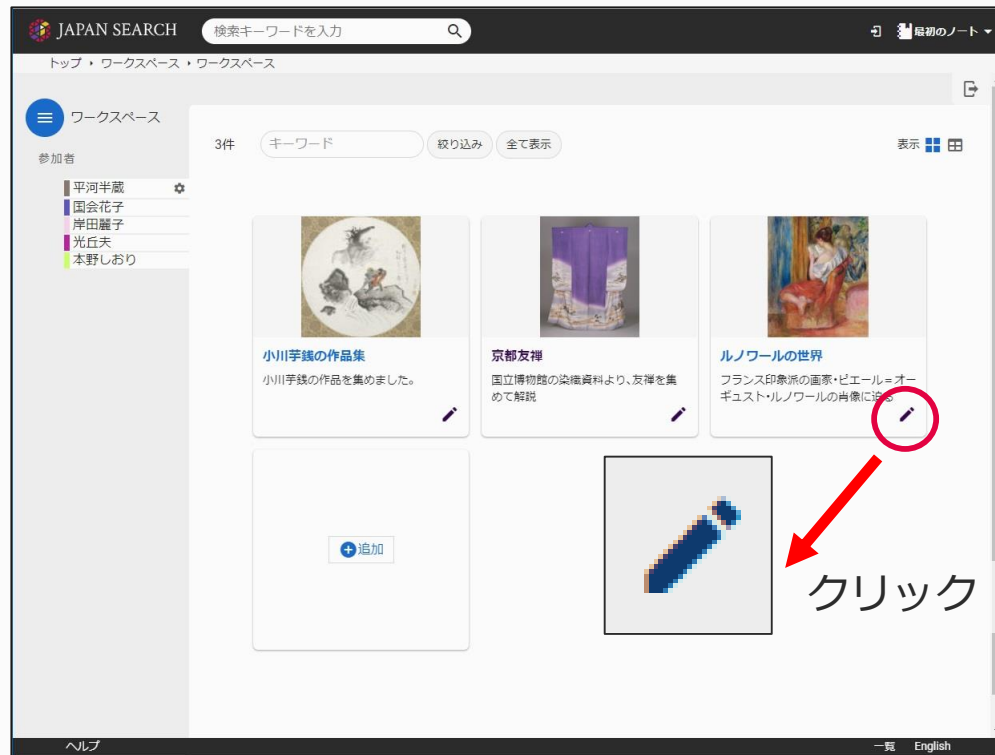 JAPAN SEARCH
検索キーワードを入力
最初のノート
トップ・ワークスペース・ワークスペース
ワークスペース
参加者
平河半蔵
国会花子
岸田麗子
光丘夫
本野しおり
3件
キーワード
絞り込み
全て表示
表示
小川芋銭の作品集
小川芋銭の作品を集めました。
京都友禅
国立博物館の染織資料より、友禅を集
めて解説
ルノワールの世界
フランス印象派の画家・ピエール=オー
ギュスト・ルノワールの肖像に迫る
追加
クリック
ヘルプ
一覧
English